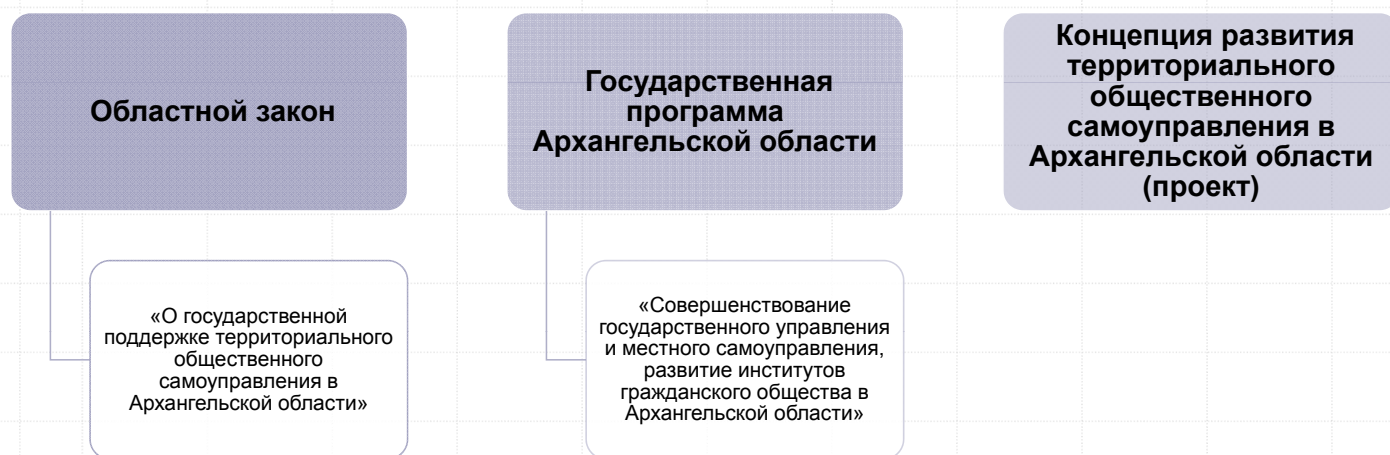 Областной закон
«О государственной
поддержке территориального
общественного
самоуправления в
Архангельской области»
Государственная
программа
Архангельской области
«Совершенствование
государственного управления
и местного самоуправления,
развитие институтов
гражданского общества в
Архангельской области»
Концепция развития
территориального
общественного
самоуправления в
Архангельской области
(проект)